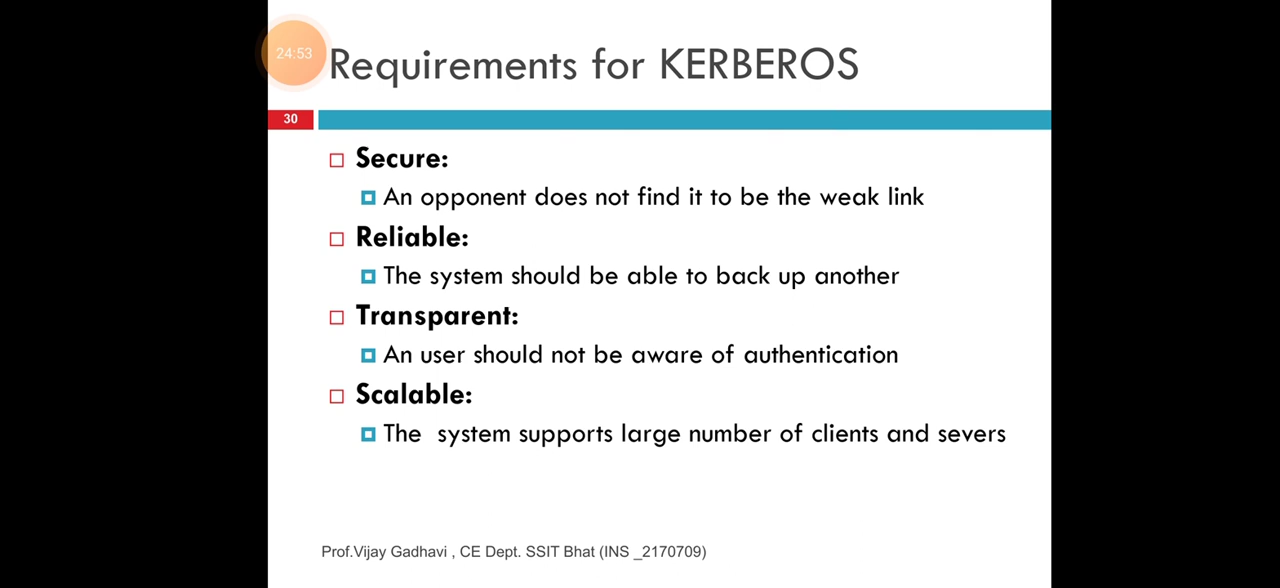 24:53
Requirements for KERBEROS
30
Secure:
An opponent does not find it to be the weak link
Reliable:
The system should be able to back up another
Transparent:
An user should not be aware of authentication
Scalable:
The system supports large number of clients and severs
Prof.Vijay Gadhavi , CE Dept. SSIT Bhat (INS _2170709)